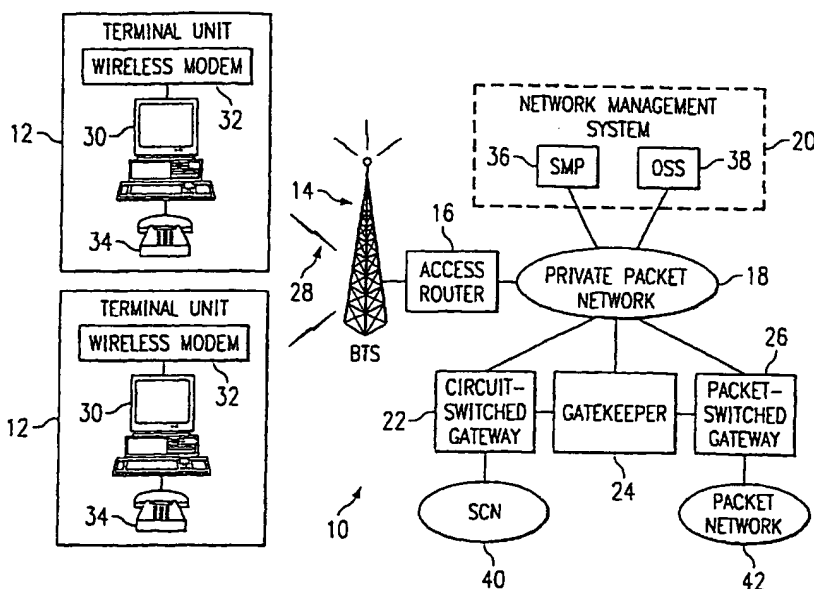 TERMINAL UNIT
WIRELESS MODEM
12
30
32
34
TERMINAL UNIT
WIRELESS MODEM
12
30
32
34
14
28
BTS
16
ACCESS
ROUTER
NETWORK MANAGEMENT
SYSTEM
20
36
SMP
OSS
38
PRIVATE PACKET
NETWORK
18
26
CIRCUIT-
SWITCHED
GATEWAY
22
GATEKEEPER
24
PACKET-
SWITCHED
GATEWAY
10
SCN
40
PACKET
NETWORK
42